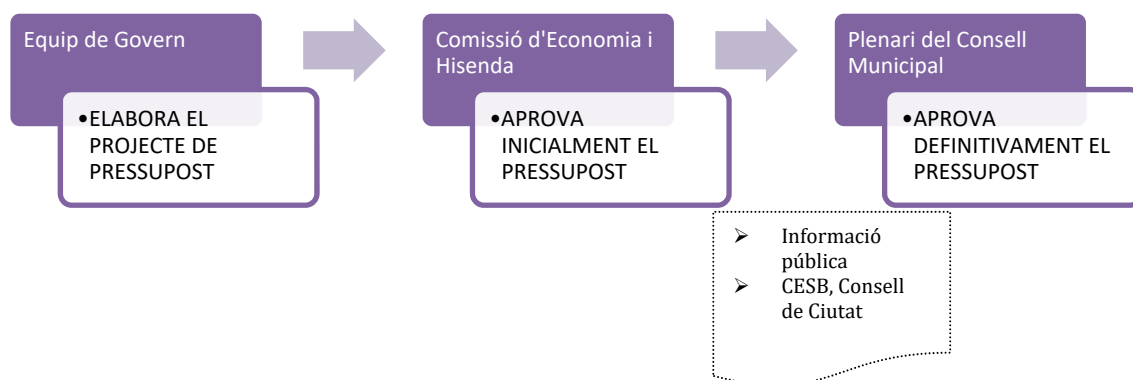 Equip de Govern
•ELABORA EL
PROJECTE DE
PRESSUPOST
Comissió d'Economia i
Hisenda
•APROVA
INICIALMENT EL
PRESSUPOST
Plenari del Consell
Municipal
•APROVA
DEFINITIVAMENT EL
PRESSUPOST
➢ Informació
pública
➢ CESB, Consell
de Ciutat